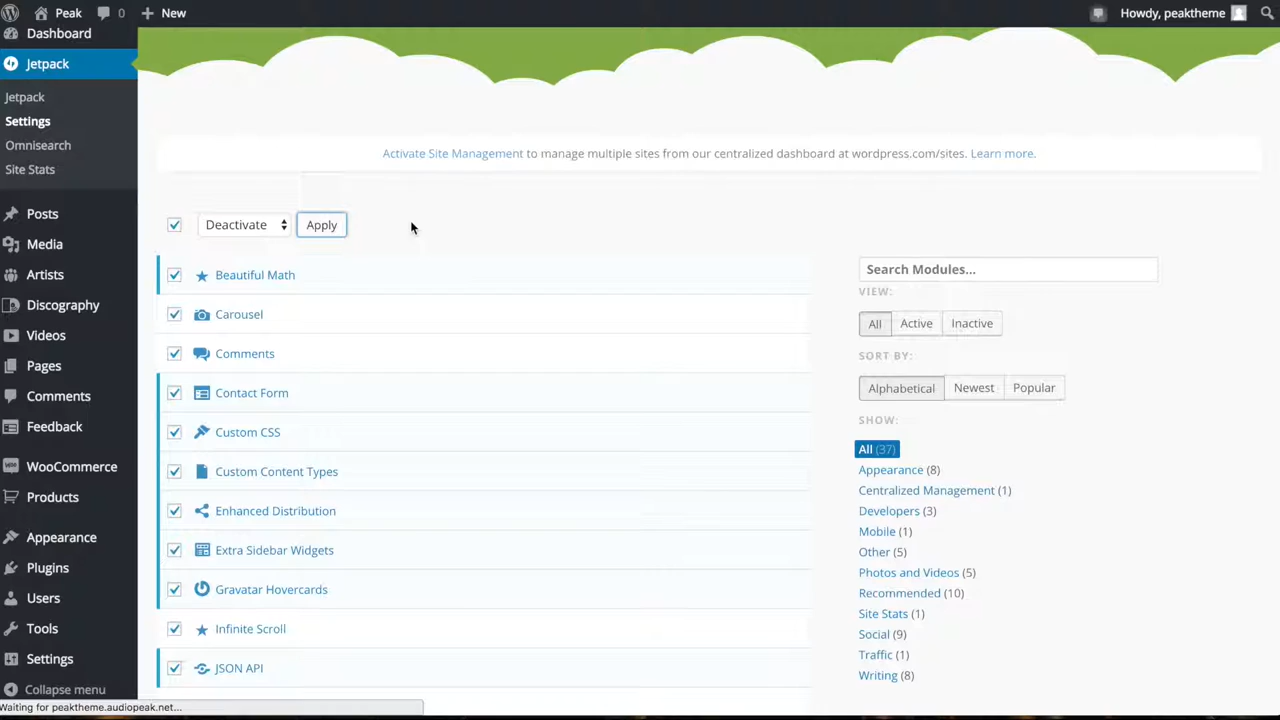 Peak
0
New
Howdy, peaktheme
Dashboard
Jetpack
Jetpack
Settings
Omnisearch
Site Stats
Posts
Media
Artists
Discography
Videos
Pages
Comments
Feedback
WooCommerce
Products
Appearance
Plugins
Users
Tools
Settings
Collapse menu
Activate Site Management to manage multiple sites from our centralized dashboard at wordpress.com/sites. Learn more.
Deactivate
Apply
Beautiful Math
Carousel
Comments
Contact Form
Custom CSS
Custom Content Types
Enhanced Distribution
Extra Sidebar Widgets
Gravatar Hovercards
Infinite Scroll
JSON API
Search Modules...
VIEW:
All Active Inactive
SORT BY:
Alphabetical Newest Popular
SHOW:
All (37)
Appearance (8)
Centralized Management (1)
Developers (3)
Mobile (1)
Other (5)
Photos and Videos (5)
Recommended (10)
Site Stats (1)
Social (9)
Traffic (1)
Writing (8)
Waiting for peaktheme.audiopeak.net...